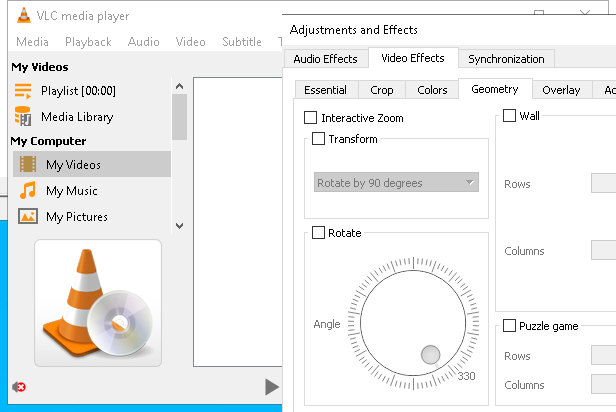 VLC media player
Media Playback Audio Video Subtitle
My Videos
Playlist [00:00]
Media Library
My Computer
My Videos
My Music
My Pictures
Adjustments and Effects
Audio Effects Video Effects Synchronization
Essential Crop Colors Geometry Overlay
Interactive Zoom
Transform
Rotate by 90 degrees
Rotate
Angle
330
Wall
Rows
Columns
Puzzle game
Rows
Columns